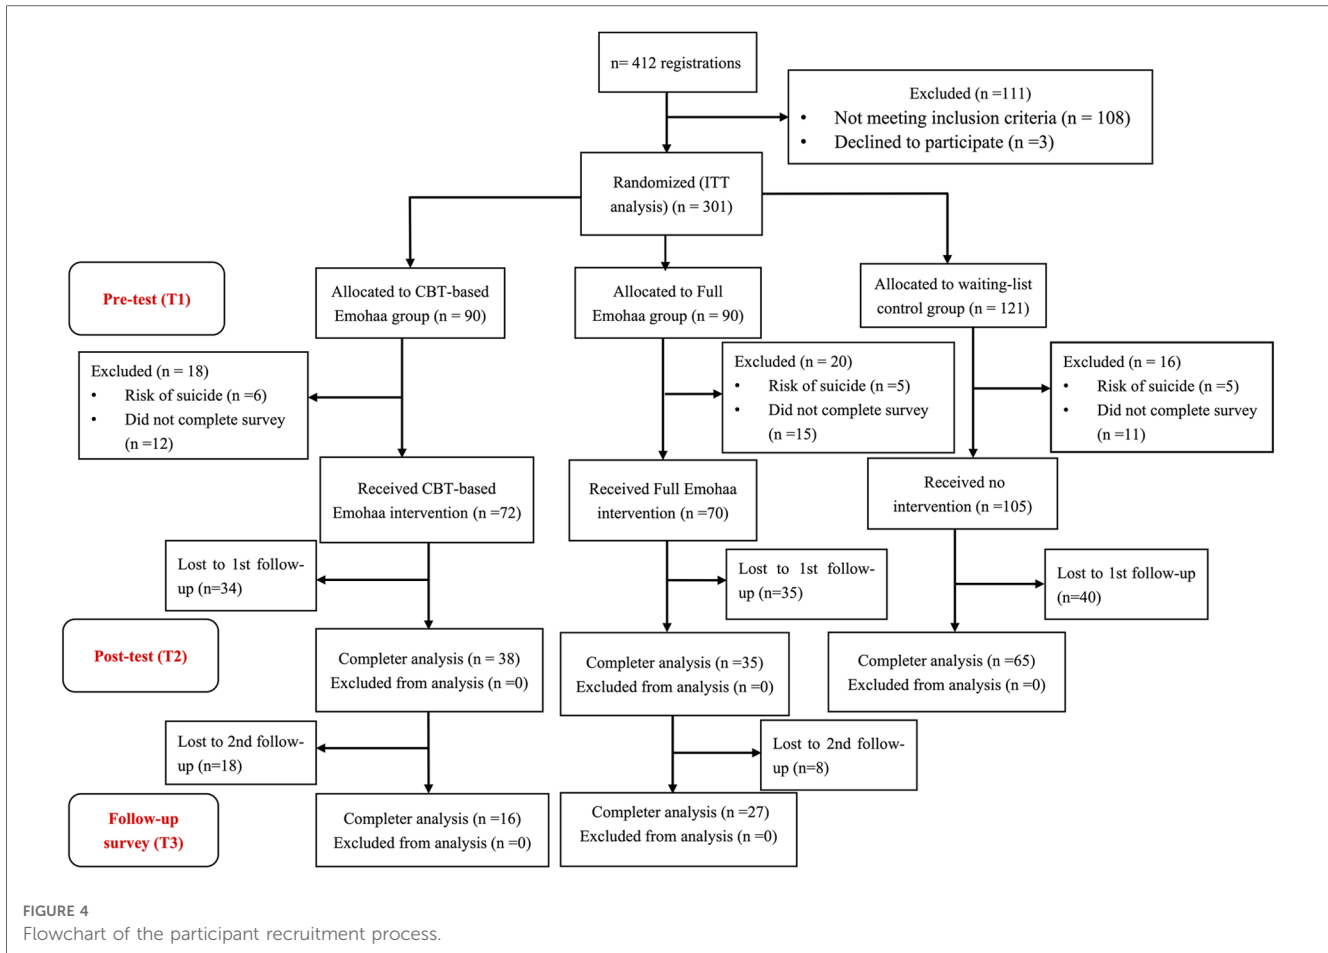 n= 412 registrations
Excluded (n =111)
• Not meeting inclusion criteria (n = 108)
• Declined to participate (n =3)
Randomized (ITT
analysis) (n = 301)
Pre-test (T1)
Allocated to CBT-based
Emohaa group (n = 90)
Allocated to Full
Emohaa group (n = 90)
Allocated to waiting-list
control group (n = 121)
Excluded (n = 18)
• Risk of suicide (n =6)
• Did not complete survey
(n =12)
Excluded (n = 20)
• Risk of suicide (n =5)
• Did not complete survey
(n =15)
Excluded (n = 16)
• Risk of suicide (n =5)
• Did not complete survey
(n =11)
Received CBT-based
Emohaa intervention (n =72)
Received Full Emohaa
intervention (n =70)
Received no
intervention (n =105)
Lost to 1st follow-
up (n=34)
Lost to 1st follow-
up (n=35)
Lost to 1st follow-up
(n=40)
Post-test (T2)
Completer analysis (n = 38)
Excluded from analysis (n =0)
Completer analysis (n =35)
Excluded from analysis (n =0)
Completer analysis (n =65)
Excluded from analysis (n =0)
Lost to 2nd follow-
up (n=18)
Lost to 2nd follow-
up (n=8)
Follow-up
survey (T3)
Completer analysis (n =16)
Excluded from analysis (n =0)
Completer analysis (n =27)
Excluded from analysis (n =0)
FIGURE 4
Flowchart of the participant recruitment process.